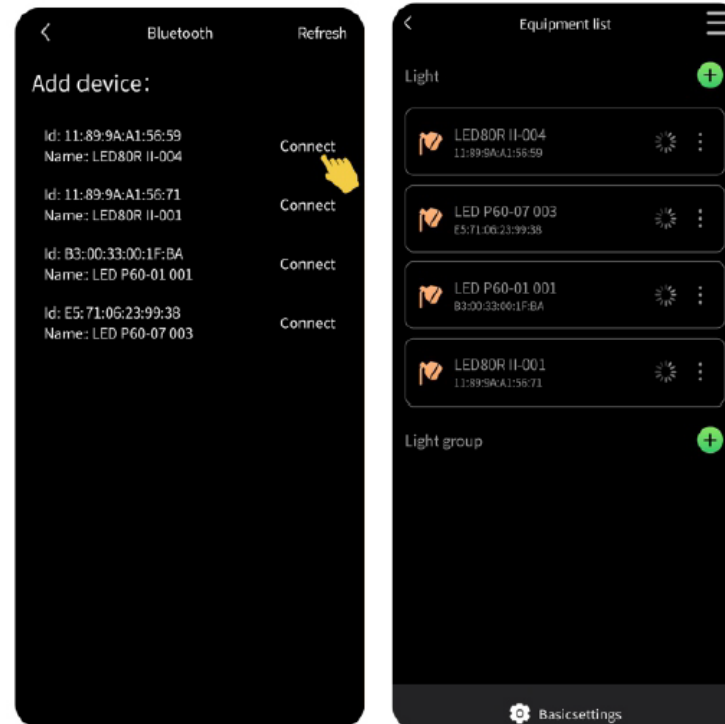 Bluetooth
Refresh
Add device:
Id: 11:89:9A:A1:56:59
Name: LED80R II-004
Connect
Id: 11:89:9A:A1:56:71
Name: LED80R II-001
Connect
Id: B3:00:33:00:1F:BA
Name: LED P60-01 001
Connect
Id: E5:71:06:23:99:38
Name: LED P60-07 003
Connect
Equipment list
Light
LED80R II-004
11:89:9A:A1:56:59
LED P60-07 003
E5:71:06:23:99:38
LED P60-01 001
B3:00:33:00:1F:BA
LED80R II-001
11:89:9A:A1:56:71
Light group
Basicsettings